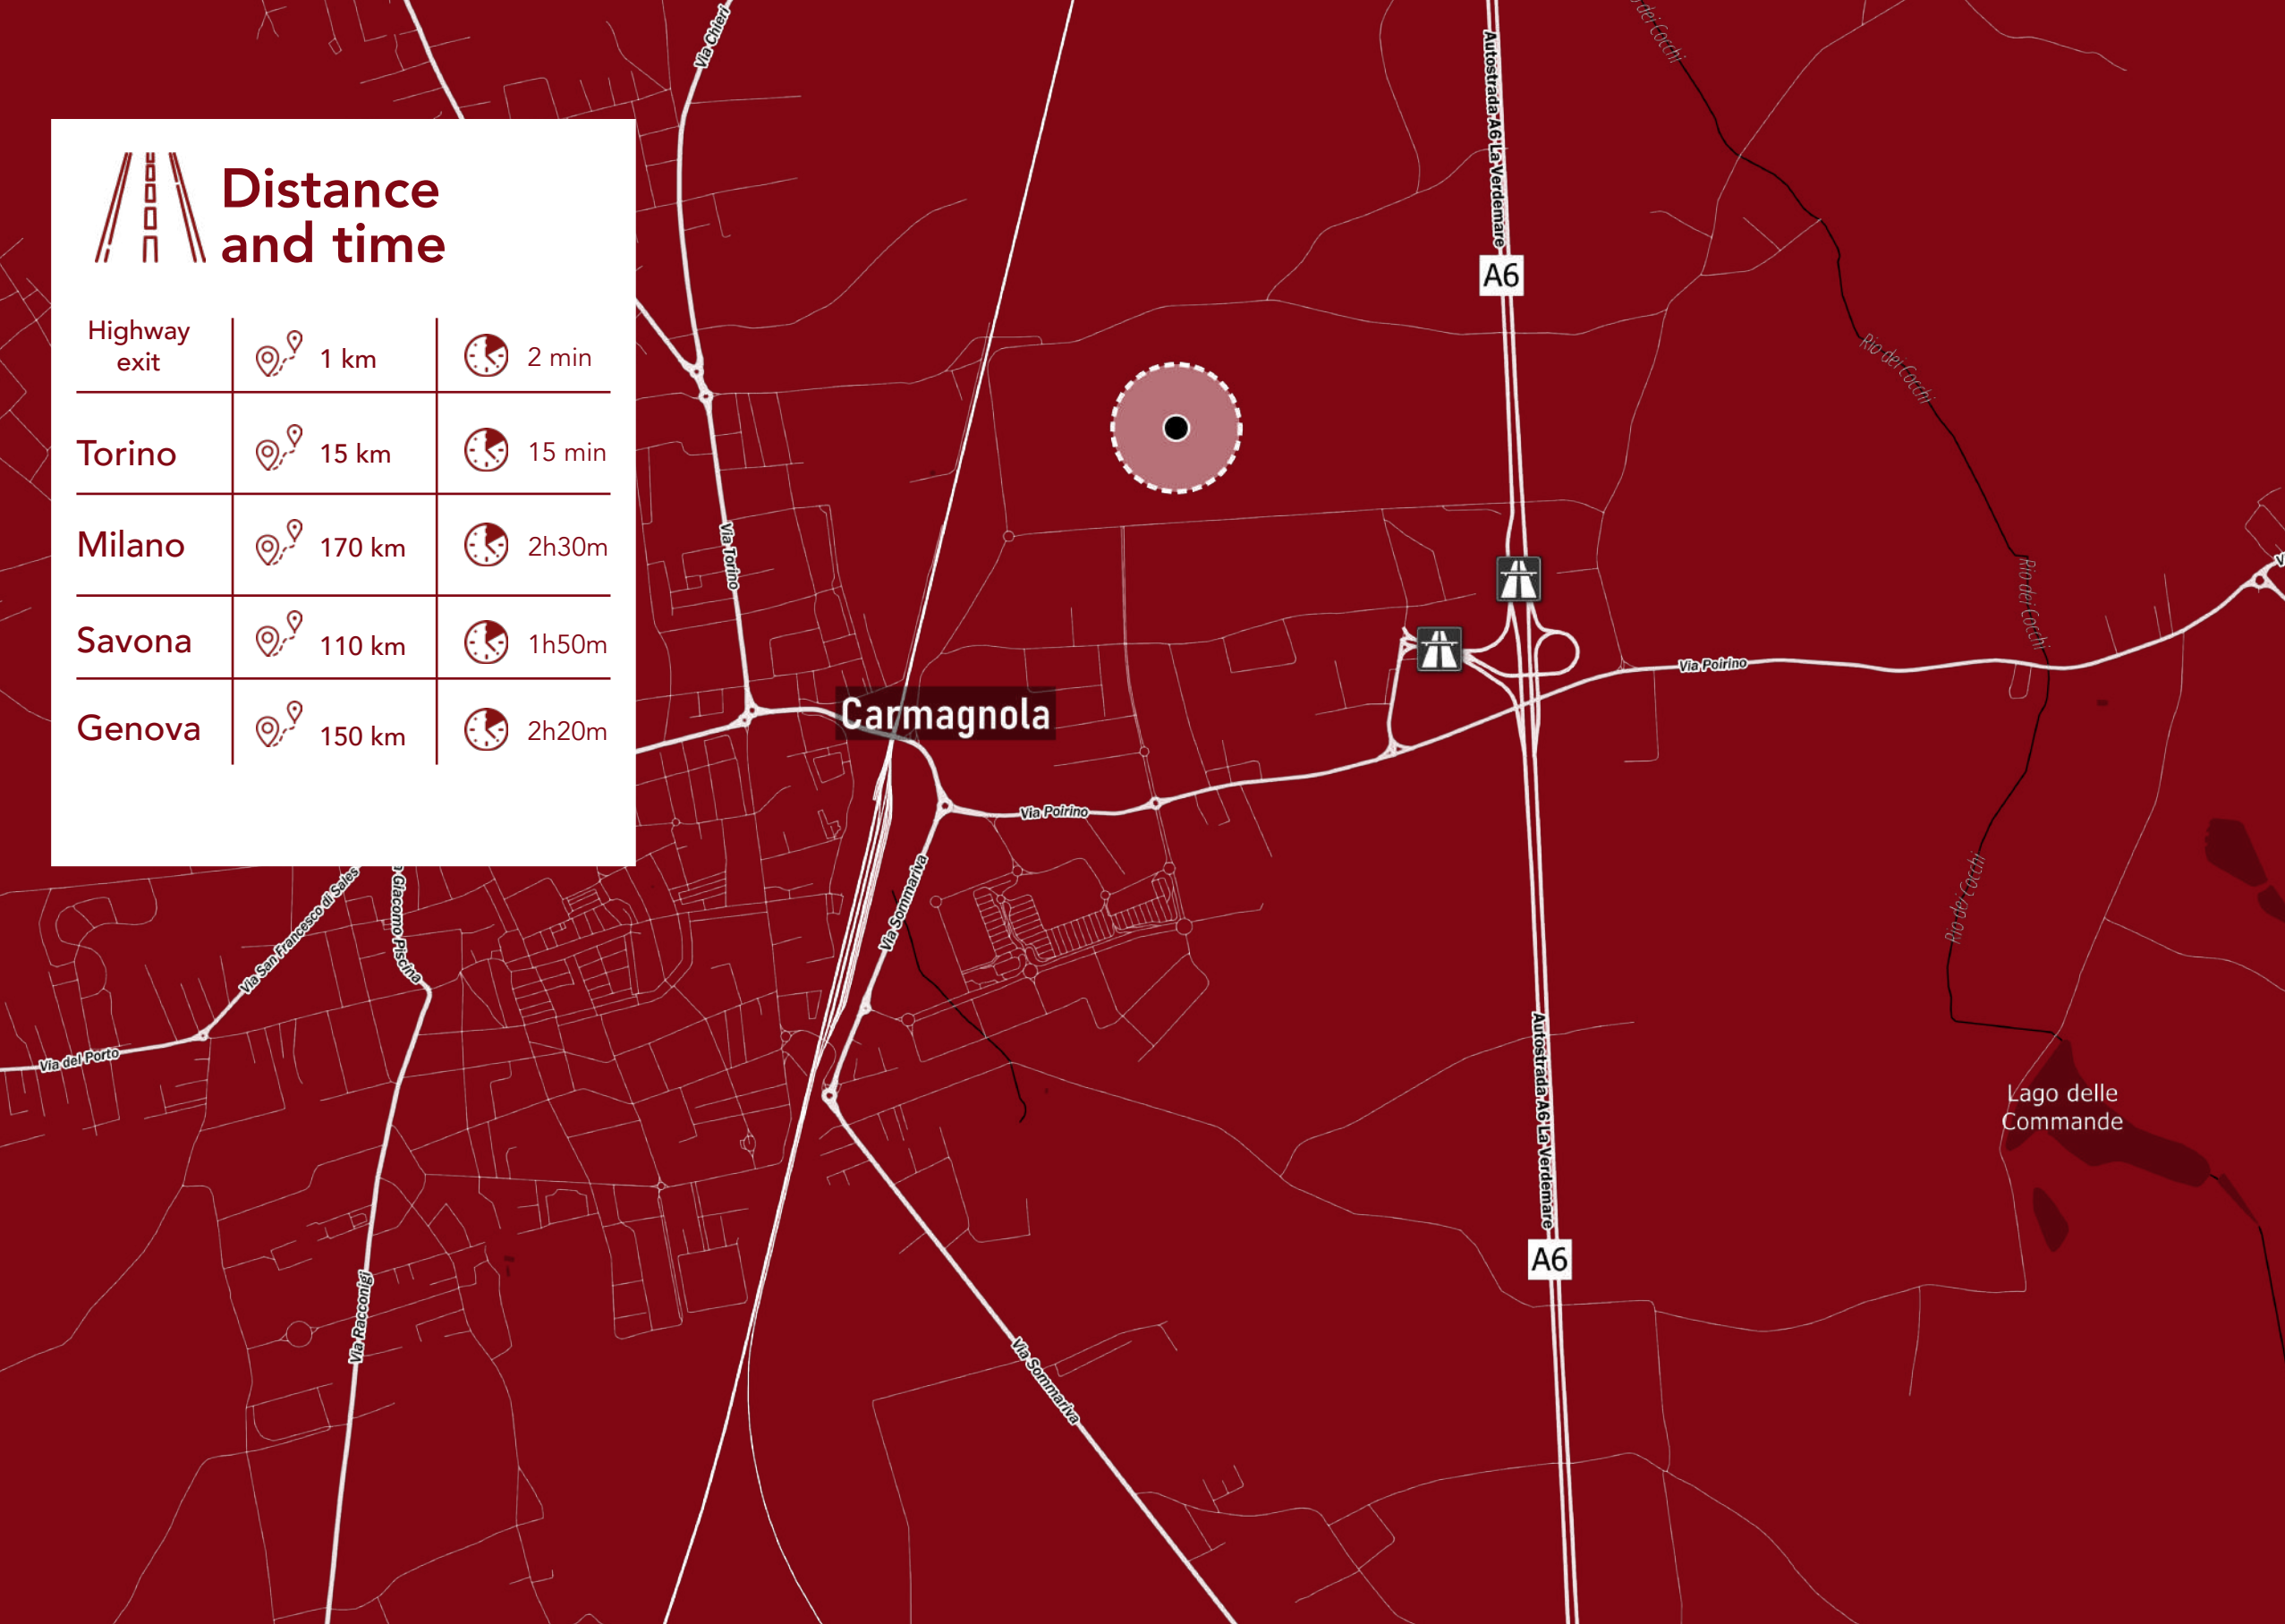 Distance
and time
Highway
exit
1 km
2 min
Torino
15 km
15 min
Milano
170 km
2h30m
Savona
110 km
1h50m
Genova
150 km
2h20m
Via Chieri
Autostrada A6 La Verdemare
dei Cocchi
A6
Rio dei Cocchi
Via Torino
Rio dei Cocchi
Via Poirino
Carmagnola
Via Poirino
Via San Francesco di Sales
Giacomo Piscina
Via Sommariva
Rio dei Cocchi
Via del Porto
Autostrada A6 La Verdemare
Lago delle
Commande
A6
Via Racconigi
Via Sommariva